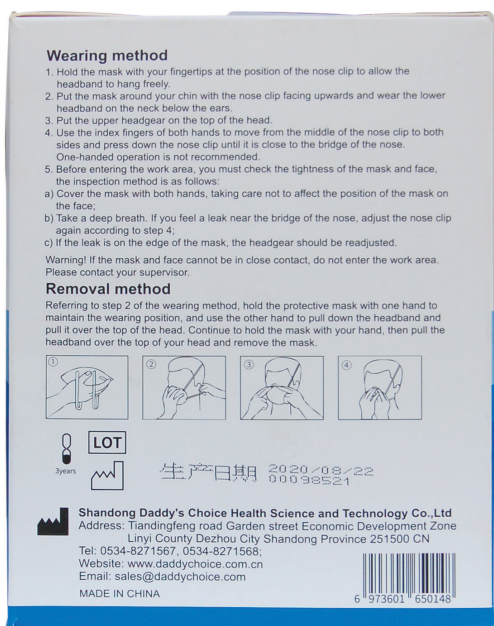 Wearing method
1. Hold the mask with your fingertips at the position of the nose clip to allow the
headband to hang freely.
2. Put the mask around your chin with the nose clip facing upwards and wear the lower
headband on the neck below the ears.
3. Put the upper headgear on the top of the head.
4. Use the index fingers of both hands to move from the middle of the nose clip to both
sides and press down the nose clip until it is close to the bridge of the nose.
One-handed operation is not recommended.
5. Before entering the work area, you must check the tightness of the mask and face,
the inspection method is as follows:
a) Cover the mask with both hands, taking care not to affect the position of the mask on
the face;
b) Take a deep breath. If you feel a leak near the bridge of the nose, adjust the nose clip
again according to step 4;
c) If the leak is on the edge of the mask, the headgear should be readjusted.
Warning! If the mask and face cannot be in close contact, do not enter the work area.
Please contact your supervisor.
Removal method
Referring to step 2 of the wearing method, hold the protective mask with one hand to
maintain the wearing position, and use the other hand to pull down the headband and
pull it over the top of the head. Continue to hold the mask with your hand, then pull the
headband over the top of your head and remove the mask.
① ② ③ ④
3years
LOT
生产日期 2020/08/22
00098521
Shandong Daddy's Choice Health Science and Technology Co.,Ltd
Address: Tiandingfeng road Garden street Economic Development Zone
Linyi County Dezhou City Shandong Province 251500 CN
Tel: 0534-8271567, 0534-8271568;
Website: www.daddychoice.com.cn
Email: sales@daddychoice.com
MADE IN CHINA
6 973601 650148